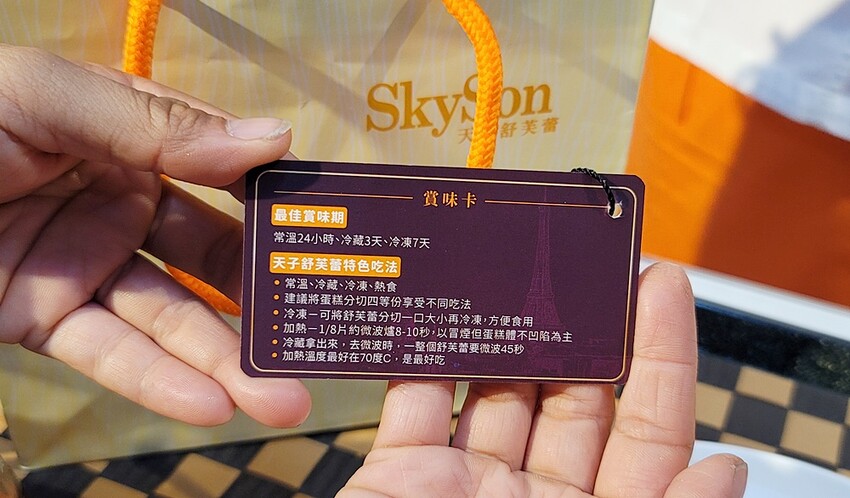 SkySon
天子舒芙蕾
賞味卡
最佳賞味期
常溫24小時、冷藏3天、冷凍7天
天子舒芙蕾特色吃法
• 常溫、冷藏、冷凍、熱食
• 建議將蛋糕分切四等份享受不同吃法
• 冷凍－可將舒芙蕾分切一口大小再冷凍,方便食用
• 加熱－1/8片約微波爐8-10秒,以冒煙但蛋糕體不凹陷為主
• 冷藏拿出來,去微波時,一整個舒芙蕾要微波45秒
• 加熱溫度最好在70度C,是最好吃